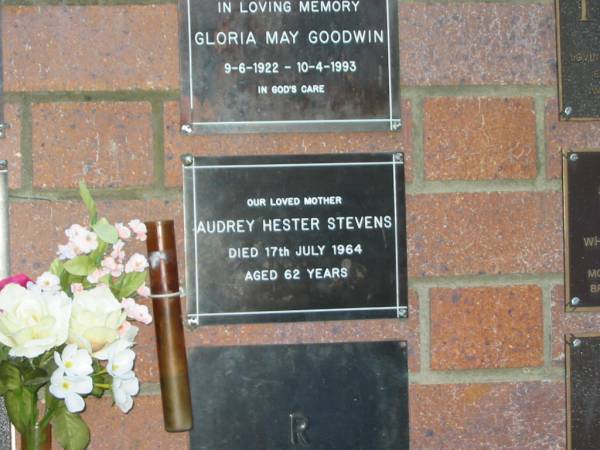 IN LOVING MEMORY
GLORIA MAY GOODWIN
9-6-1922 - 10-4-1993
IN GOD'S CARE
OUR LOVED MOTHER
AUDREY HESTER STEVENS
DIED 17th JULY 1964
AGED 62 YEARS
R